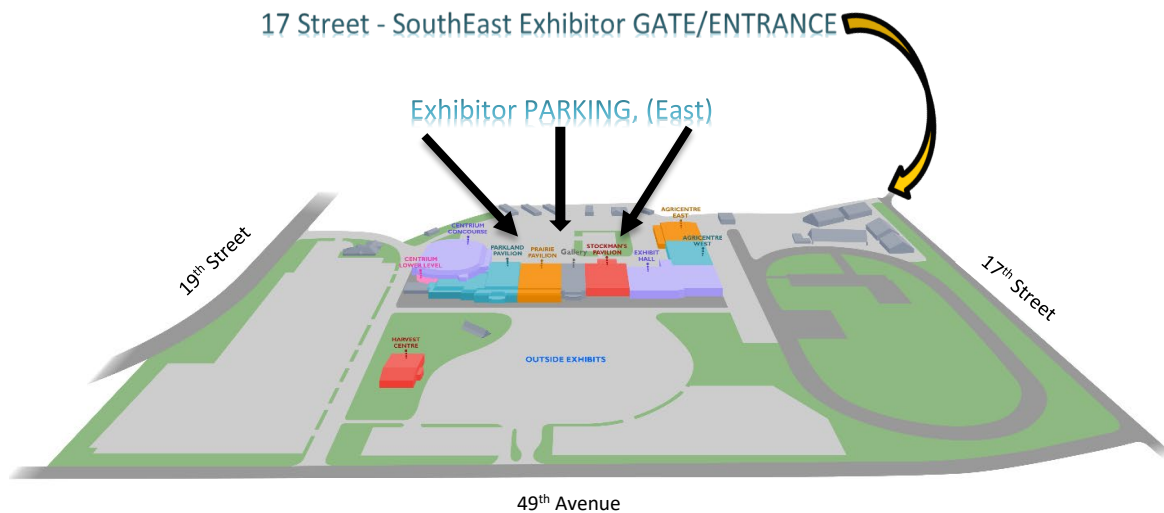 17 Street - SouthEast Exhibitor GATE/ENTRANCE
Exhibitor PARKING, (East)
AGRICENTRE
EAST
CENTRIUM
CONCOURSE
AGRICENTRE
WEST
PARKLAND
PAVILION
PRAIRIE
PAVILION
Gallery
STOCKMAN'S
PAVILION
EXHIBIT
HALL
CENTRIUM
LOWER LEVEL
19th Street
17th Street
HARVEST
CENTRE
OUTSIDE EXHIBITS
49th Avenue